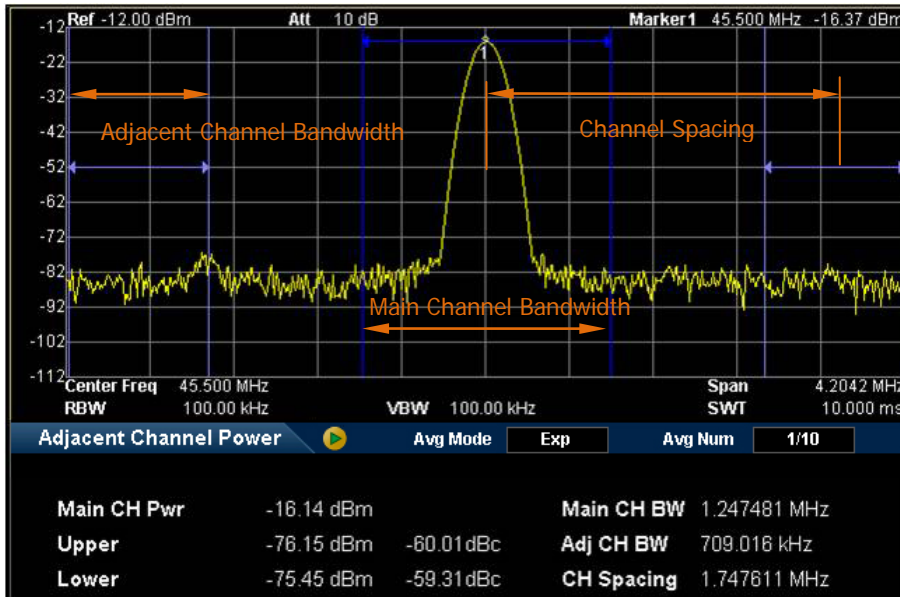 Ref -12.00 dBm Att 10 dB Marker1 45.500 MHz -16.37 dBm
-12
-22
1
-32
Adjacent Channel Bandwidth Channel Spacing
-42
-52
-62
-72
-82
-92
Main Channel Bandwidth
-102
-112
Center Freq 45.500 MHz Span 4.2042 MHz
RBW 100.00 kHz VBW 100.00 kHz SWT 10.000 ms
Adjacent Channel Power Avg Mode Exp Avg Num 1/10
Main CH Pwr -16.14 dBm Main CH BW 1.247481 MHz
Upper -76.15 dBm -60.01dBc Adj CH BW 709.016 kHz
Lower -75.45 dBm -59.31dBc CH Spacing 1.747611 MHz